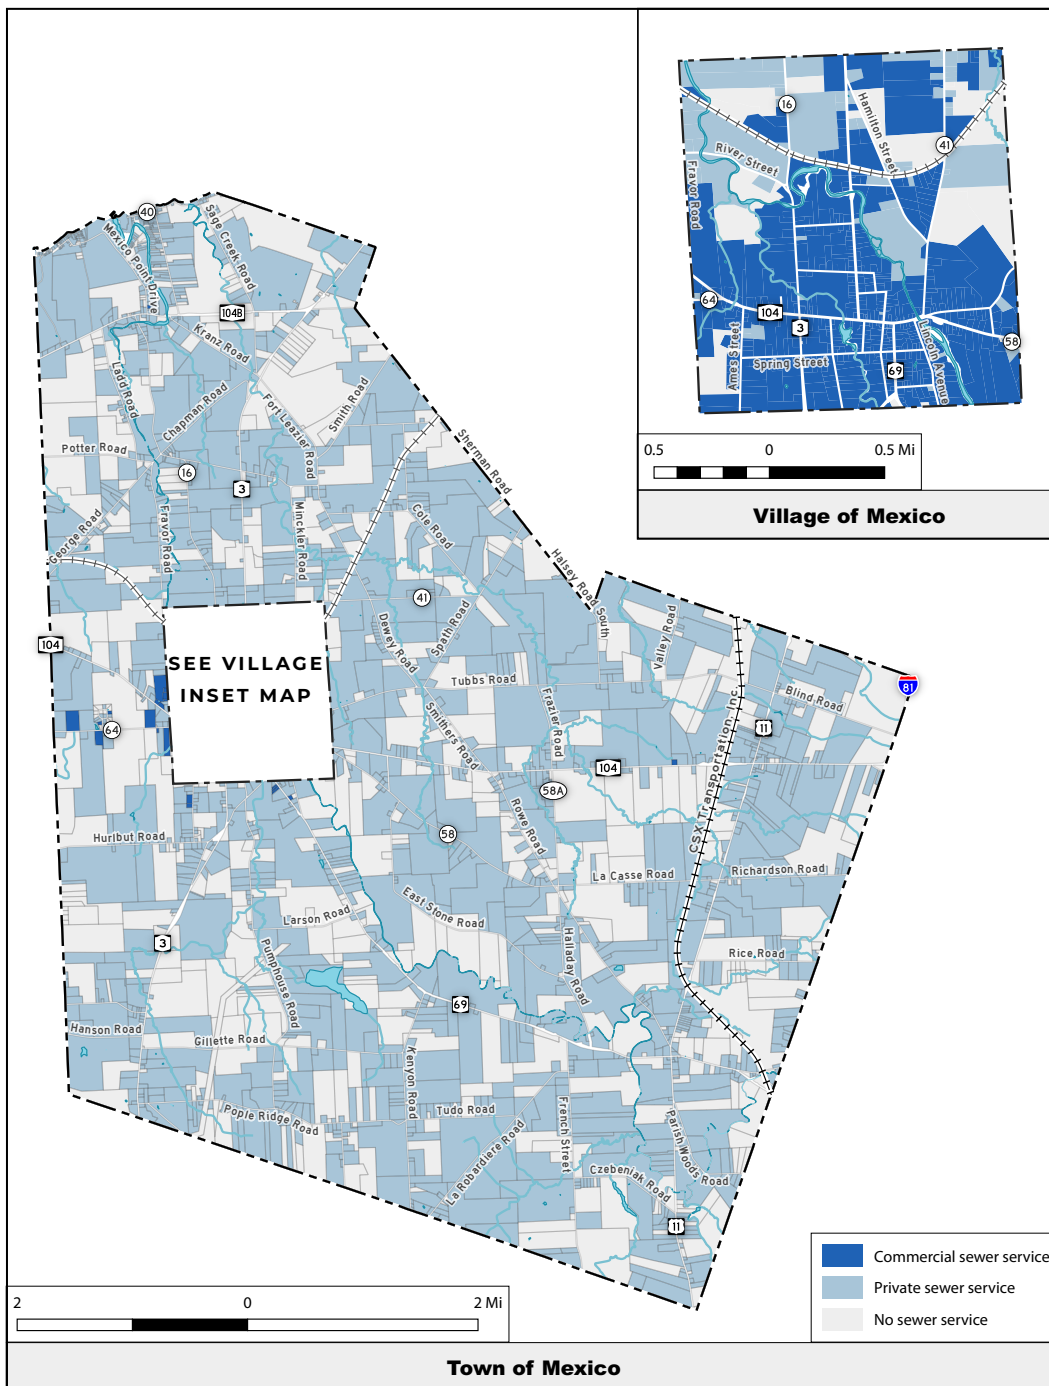 16
Hamilton Street
41
River Street
Fravor Road
64
104
3
Ames Street
Spring Street
69
Lincoln Avenue
58
0.5
0
0.5 Mi
Village of Mexico
40
Sage Creek Road
Mexico Point Drive
104B
Kranz Road
Ladd Road
Chapman Road
Fort Leazier Road
Smith Road
Potter Road
Sherman Road
16
3
Fravor Road
Minckler Road
Cole Road
George Road
Halsey Road South
41
Dewey Road
Spath Road
Valley Road
104
SEE VILLAGE
INSET MAP
Tubbs Road
81
Blind Road
Smithers Road
Frazier Road
CSX Transportation, Inc.
11
64
104
58A
Rowe Road
58
Hurlbut Road
La Casse Road
Richardson Road
Larson Road
East Stone Road
3
Pumphouse Road
Halladay Road
Rice Road
69
Hanson Road
Gillette Road
Kenyon Road
Pople Ridge Road
Tudo Road
La Robardiere Road
French Street
Parish Woods Road
Czebeniak Road
11
Commercial sewer service
Private sewer service
No sewer service
2
0
2 Mi
Town of Mexico